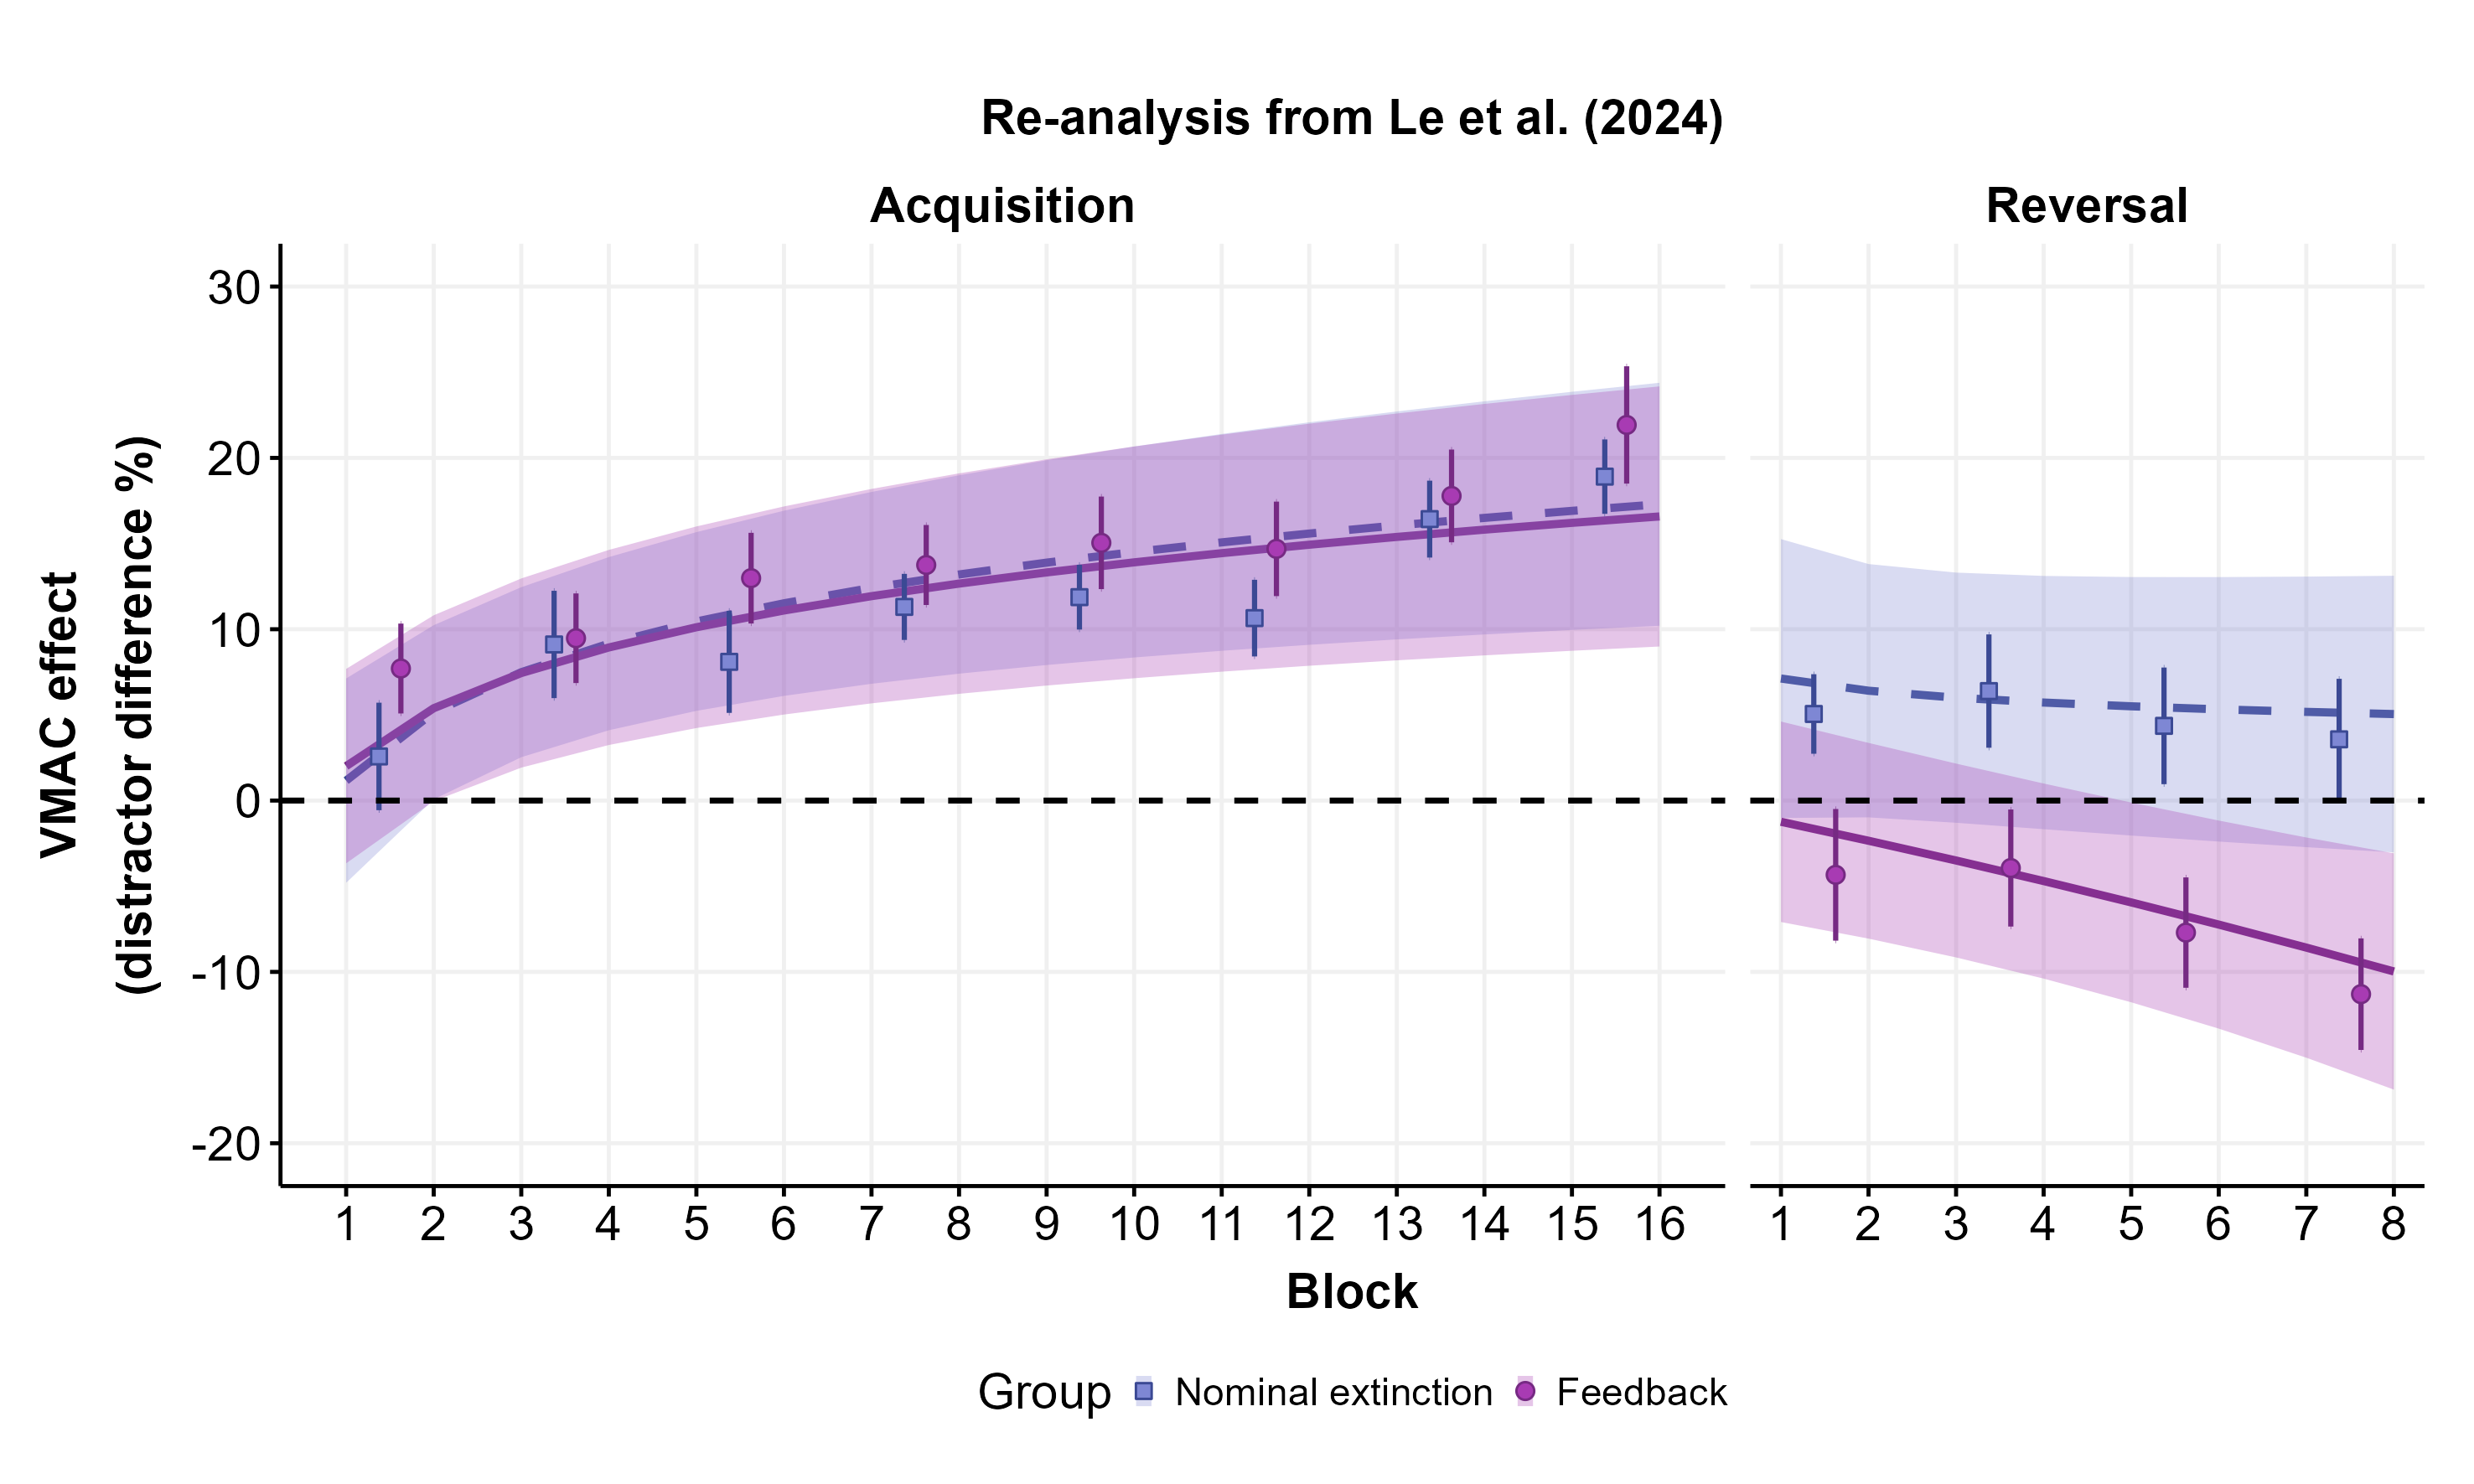 Re-analysis from Le et al. (2024)
Acquisition
Reversal
VMAC effect
(distractor difference %)
30
20
10
0
-10
-20
1 2 3 4 5 6 7 8 9 10 11 12 13 14 15 16
1 2 3 4 5 6 7 8
Block
Group Nominal extinction Feedback